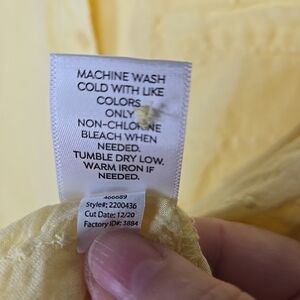 MACHINE WASH
COLD WITH LIKE
COLORS
ONLY
NON-CHLORINE
BLEACH WHEN
NEEDED.
TUMBLE DRY LOW.
WARM IRON IF
NEEDED.
466689
Style#: 2200436
Cut Date: 12/20
Factory ID#: 3884